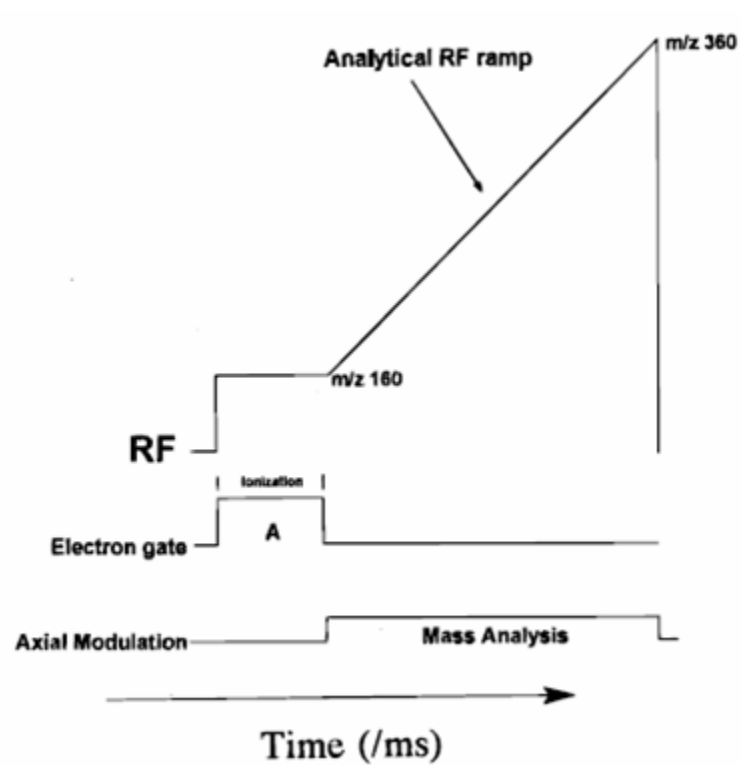 m/z 360
Analytical RF ramp
m/z 160
RF
Ionization
A
Electron gate
Axial Modulation
Mass Analysis
Time (/ms)